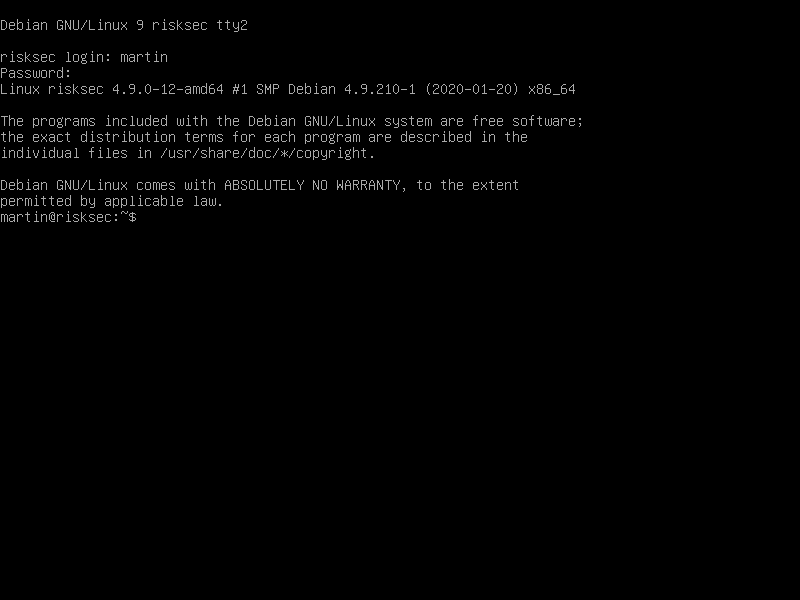 Debian GNU/Linux 9 risksec tty2
risksec login: martin
Password:
Linux risksec 4.9.0-12-amd64 #1 SMP Debian 4.9.210-1 (2020-01-20) x86_64
The programs included with the Debian GNU/Linux system are free software;
the exact distribution terms for each program are described in the
individual files in /usr/share/doc/*/copyright.
Debian GNU/Linux comes with ABSOLUTELY NO WARRANTY, to the extent
permitted by applicable law.
martin@risksec:~$